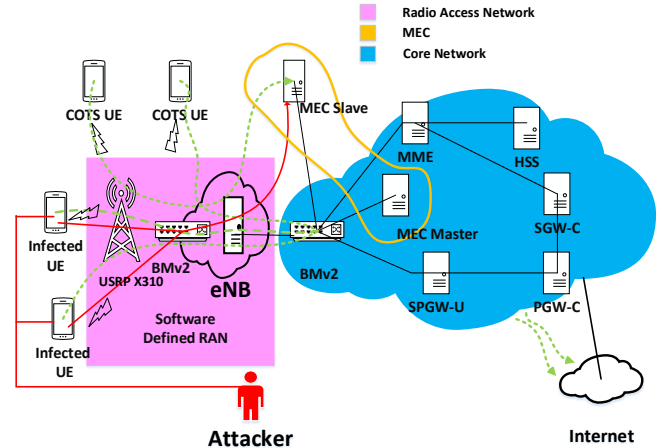 Radio Access Network
MEC
Core Network
COTS UE
COTS UE
MEC Slave
MME
HSS
Infected
UE
USRP X310
BMv2
eNB
BMv2
MEC Master
SGW-C
Software
Defined RAN
SPGW-U
PGW-C
Infected
UE
Attacker
Internet